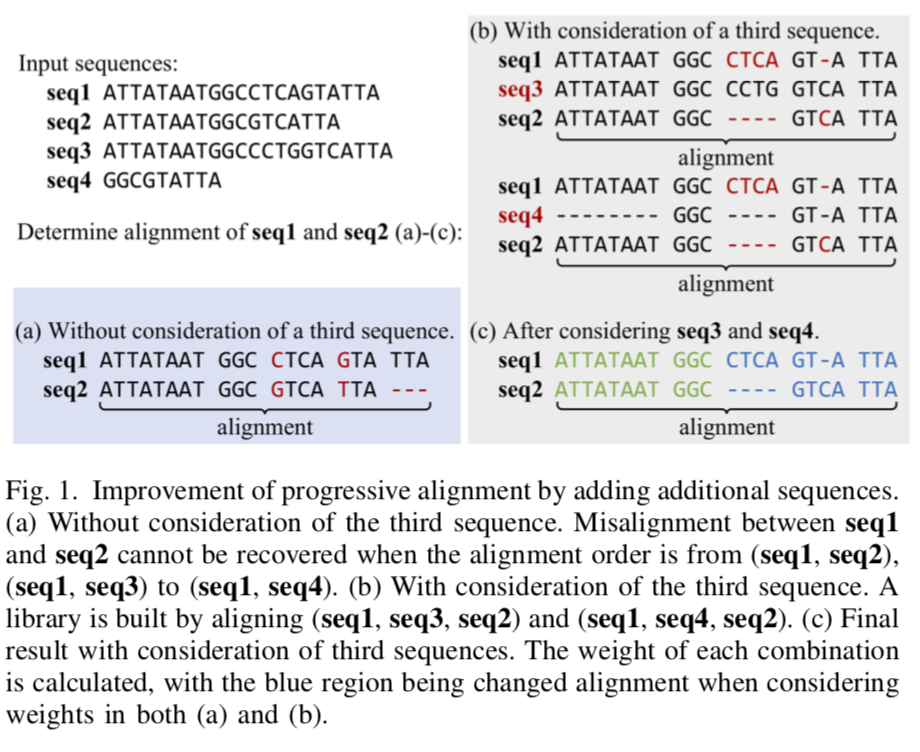 Input sequences:
seq1 ATTATAATGGCCTCAGTATTA
seq2 ATTATAATGGCGTCATTA
seq3 ATTATAATGGCCCTGGTCATTA
seq4 GGCGTATTA
Determine alignment of seq1 and seq2 (a)-(c):
(a) Without consideration of a third sequence.
seq1 ATTATAAT GGC CTCA GTA TTA
seq2 ATTATAAT GGC GTCA TTA ---
alignment
(b) With consideration of a third sequence.
seq1 ATTATAAT GGC CTCA GT-A TTA
seq3 ATTATAAT GGC CCTG GTCA TTA
seq2 ATTATAAT GGC ---- GTCA TTA
alignment
seq1 ATTATAAT GGC CTCA GT-A TTA
seq4 -------- GGC ---- GT-A TTA
seq2 ATTATAAT GGC ---- GTCA TTA
alignment
(c) After considering seq3 and seq4.
seq1 ATTATAAT GGC CTCA GT-A TTA
seq2 ATTATAAT GGC ---- GTCA TTA
alignment
Fig. 1. Improvement of progressive alignment by adding additional sequences.
(a) Without consideration of the third sequence. Misalignment between seq1
and seq2 cannot be recovered when the alignment order is from (seq1, seq2),
(seq1, seq3) to (seq1, seq4). (b) With consideration of the third sequence. A
library is built by aligning (seq1, seq3, seq2) and (seq1, seq4, seq2). (c) Final
result with consideration of third sequences. The weight of each combination
is calculated, with the blue region being changed alignment when considering
weights in both (a) and (b).